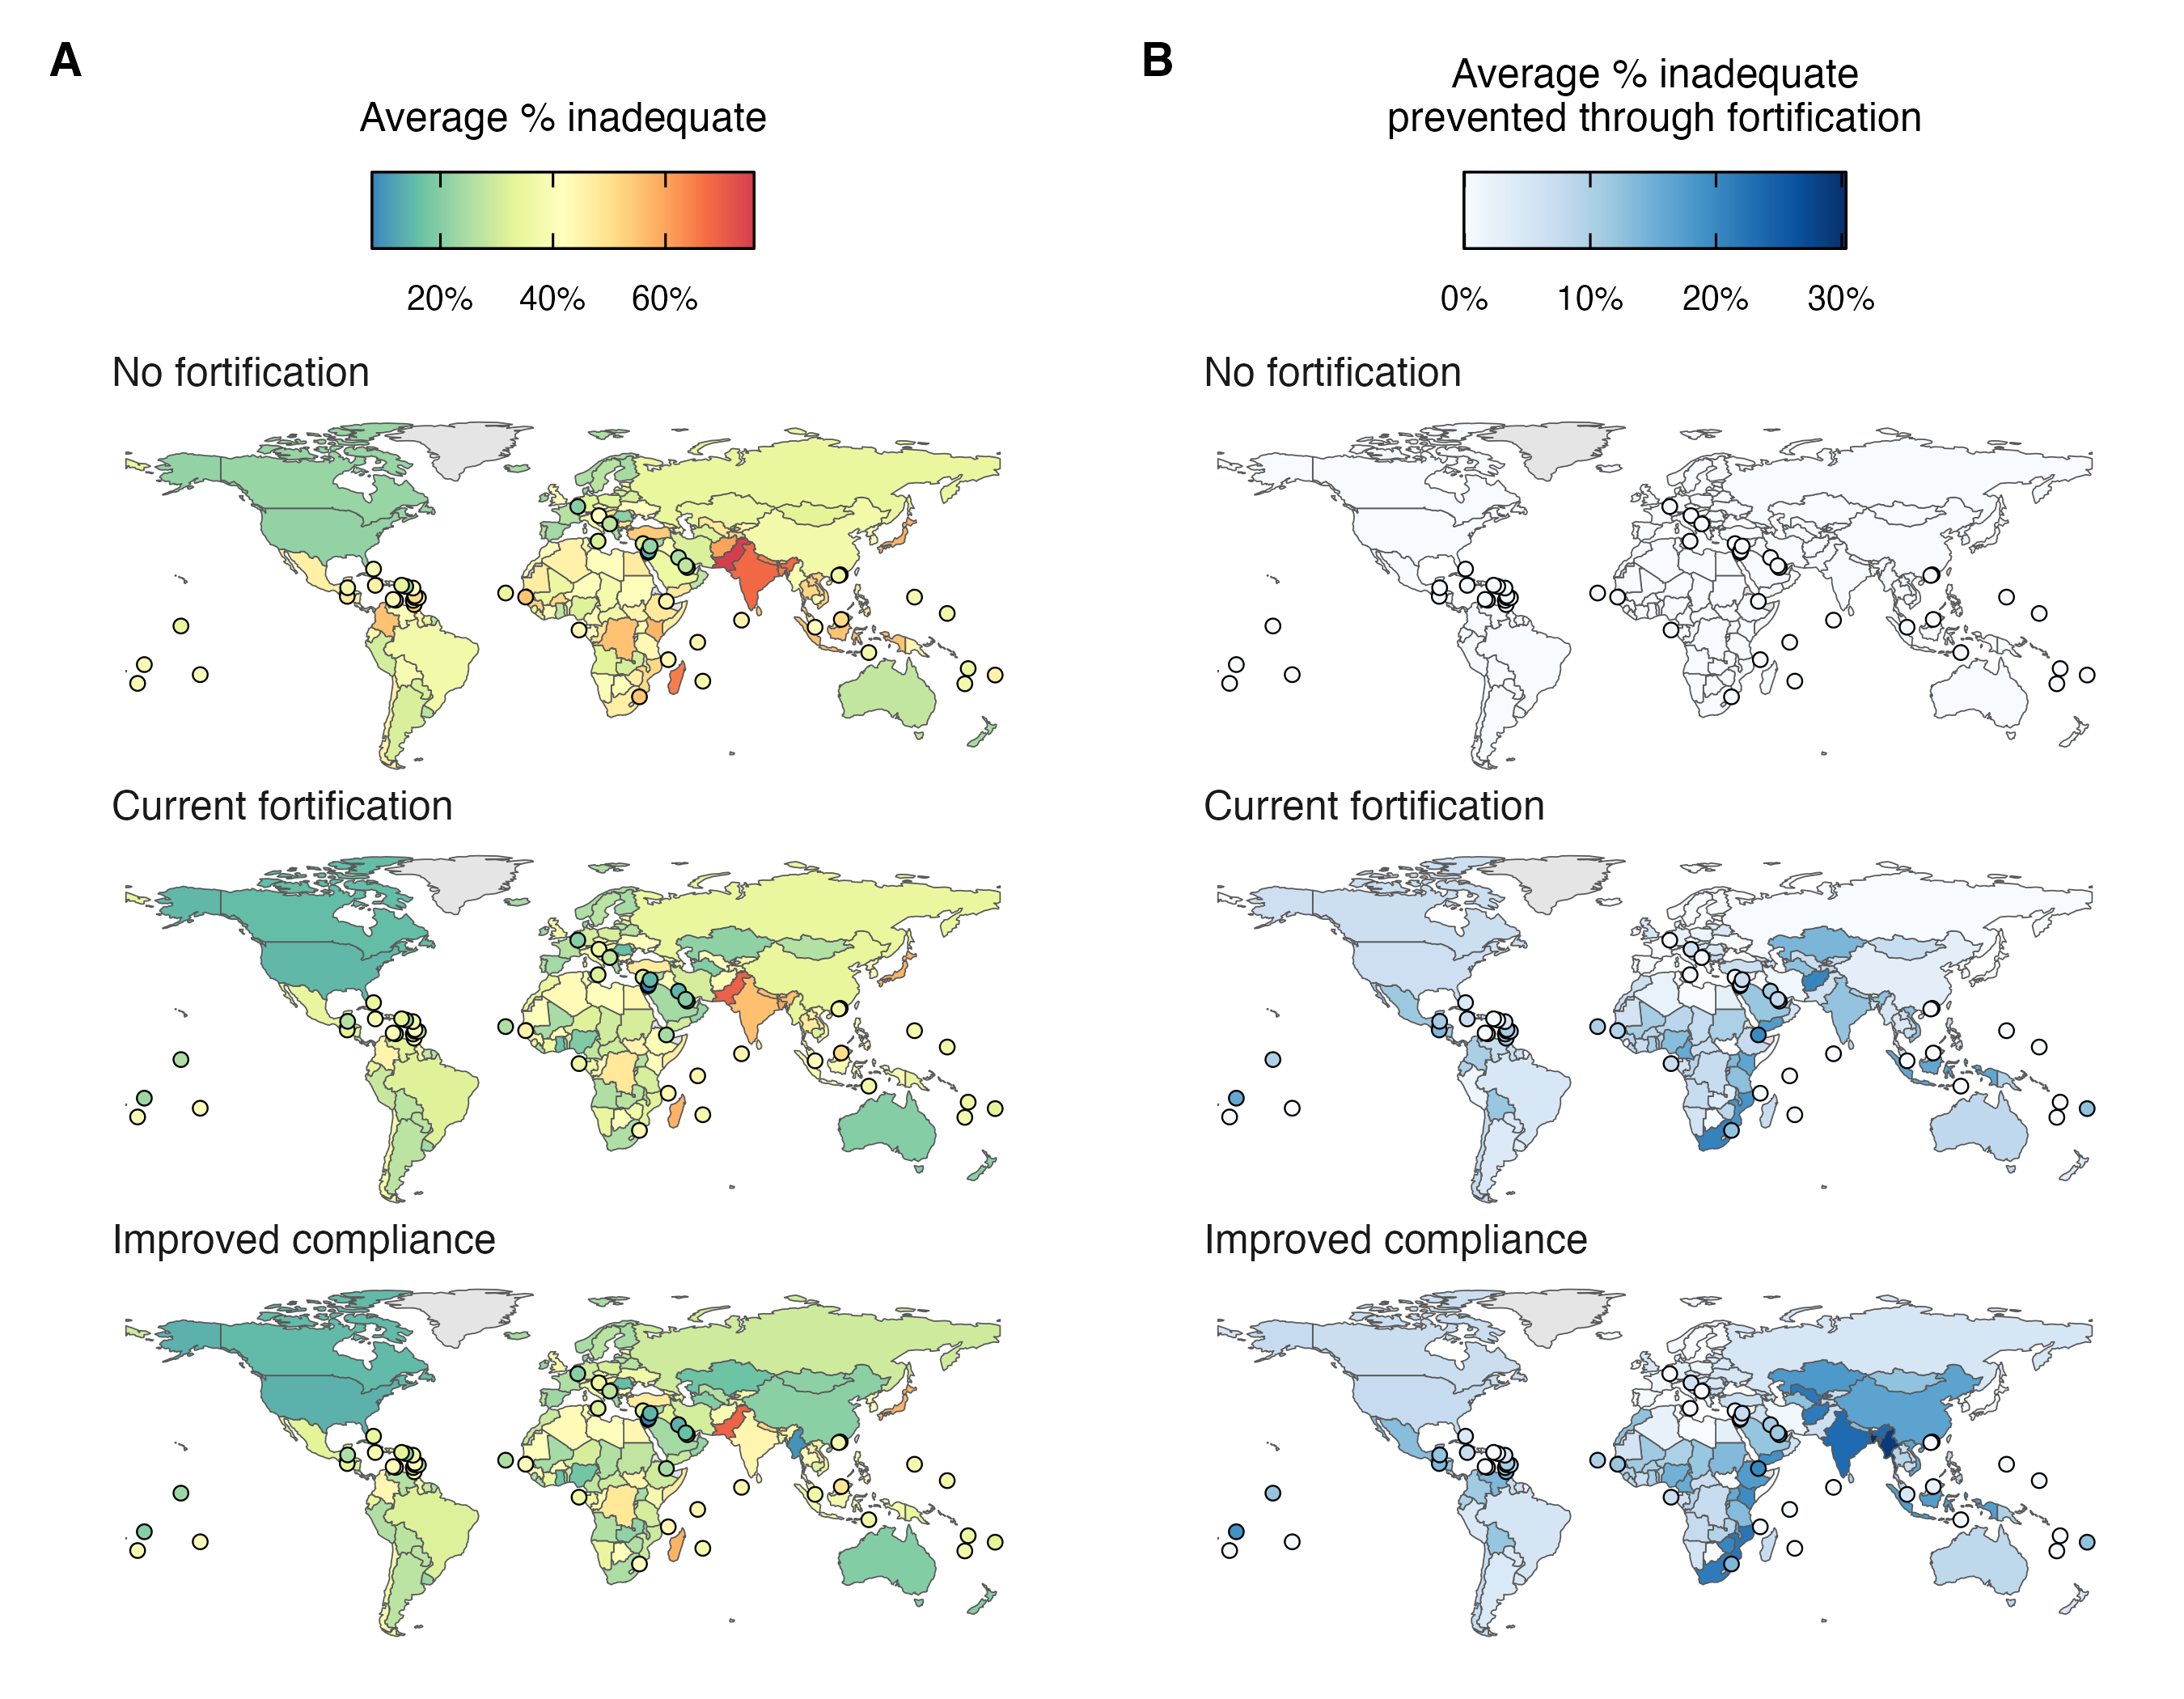 A
Average % inadequate
20% 40% 60%
No fortification
Current fortification
Improved compliance
B
Average % inadequate
prevented through fortification
0% 10% 20% 30%
No fortification
Current fortification
Improved compliance